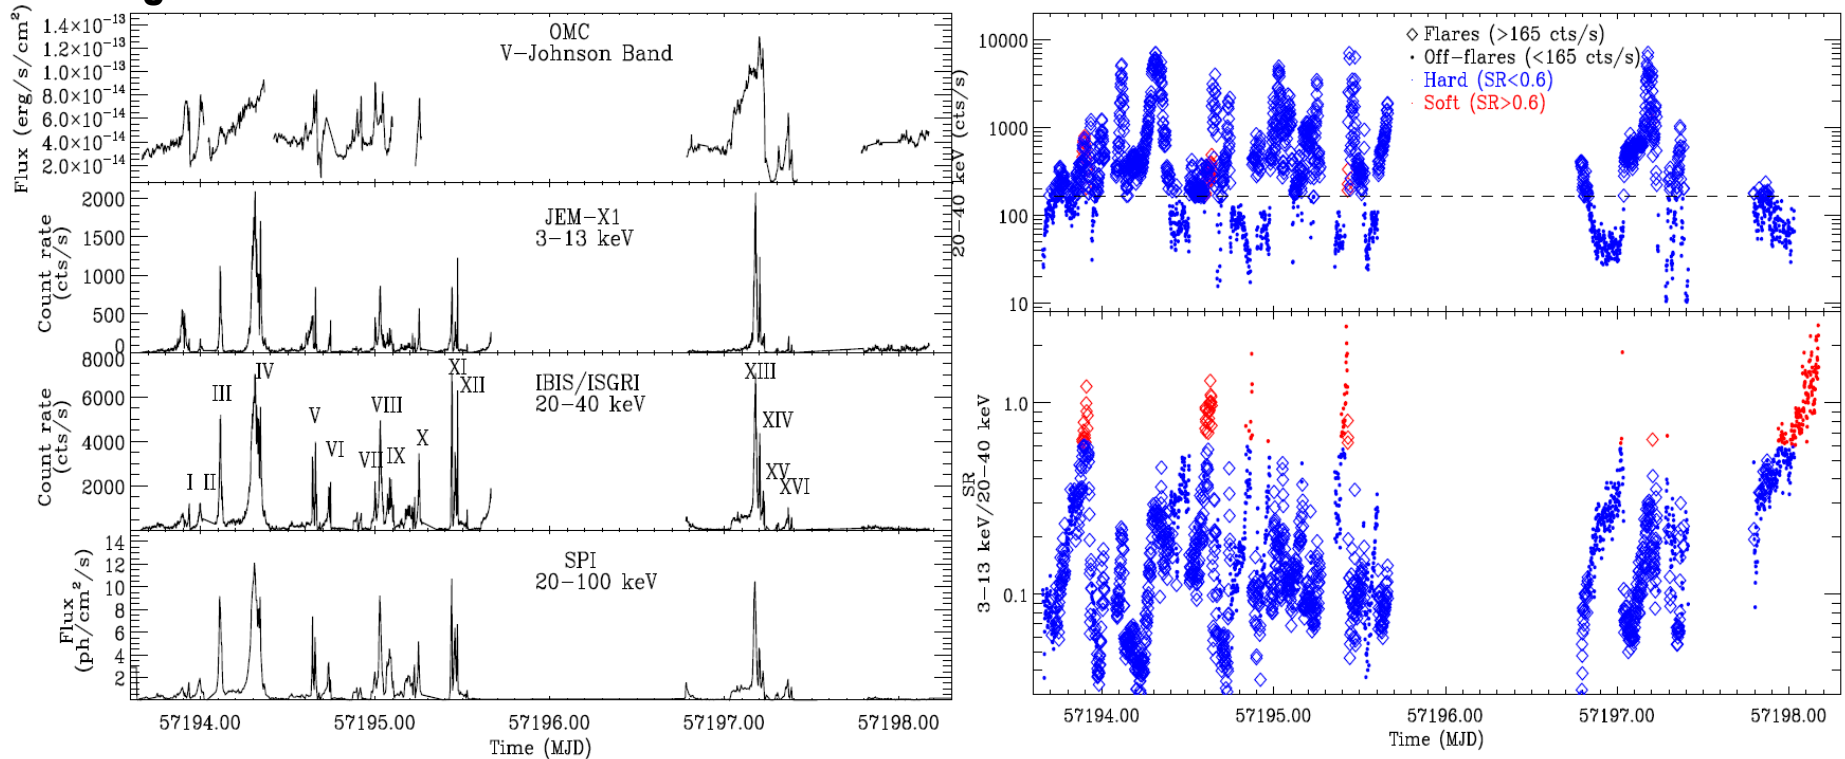 OMC
V-Johnson Band
Flux (erg/s/cm²)
1.4×10⁻¹³
1.2×10⁻¹³
1.0×10⁻¹³
8.0×10⁻¹⁴
6.0×10⁻¹⁴
4.0×10⁻¹⁴
2.0×10⁻¹⁴
JEM-X1
3-13 keV
Count rate
(cts/s)
2000
1500
1000
500
0
IBIS/ISGRI
20-40 keV
Count rate
(cts/s)
8000
6000
4000
2000
I
II
III
IV
V
VI
VII
VIII
IX
X
XI
XII
XIII
XIV
XV
XVI
SPI
20-100 keV
Flux
(ph/cm²/s)
14
12
10
8
6
4
2
57194.00 57195.00 57196.00 57197.00 57198.00
Time (MJD)
20-40 keV (cts/s)
10000
1000
100
10
Flares (>165 cts/s)
Off-flares (<165 cts/s)
Hard (SR<0.6)
Soft (SR>0.6)
SR
3-13 keV/20-40 keV
1.0
0.1
57194.00 57195.00 57196.00 57197.00 57198.00
Time (MJD)